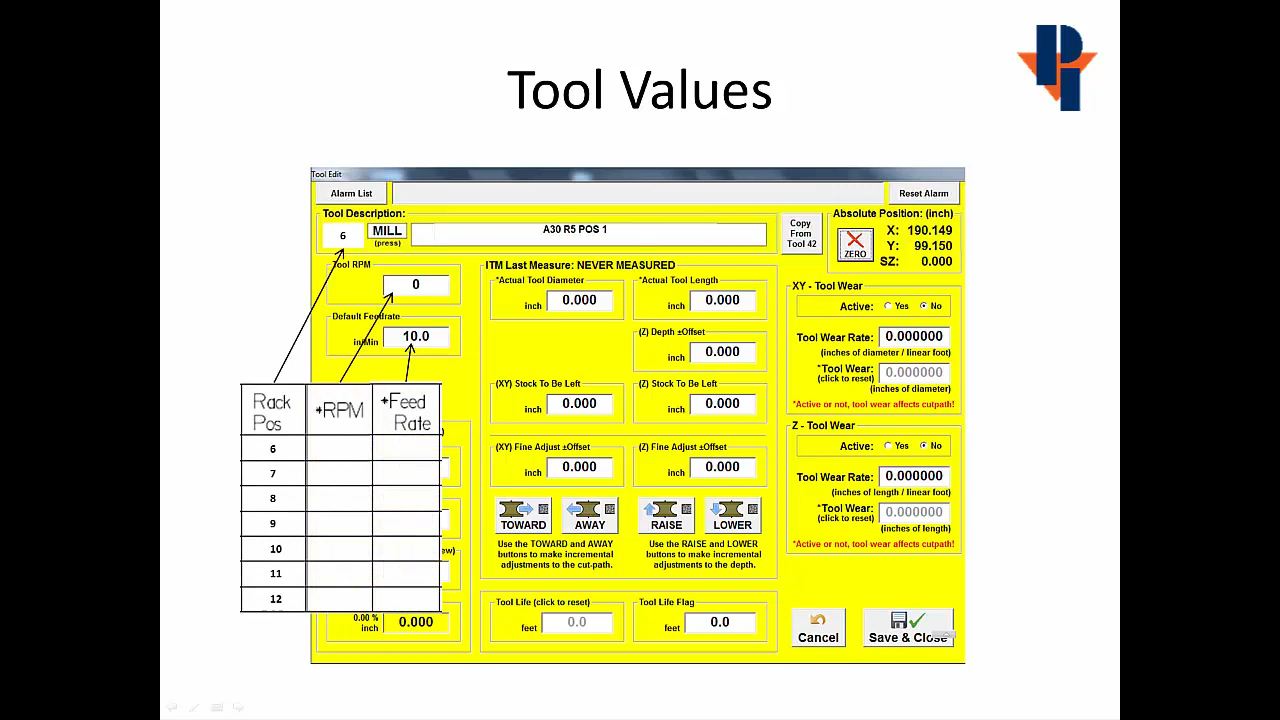 Tool Values
Tool Edit
Alarm List
Reset Alarm
Tool Description:
6
MILL
(press)
A30 R5 POS 1
Copy
From
Tool 42
Absolute Position: (inch)
ZERO
X: 190.149
Y: 99.150
SZ: 0.000
Tool RPM
0
Default Feedrate
in/Min 10.0
ITM Last Measure: NEVER MEASURED
*Actual Tool Diameter
inch 0.000
*Actual Tool Length
inch 0.000
(Z) Depth ±Offset
inch 0.000
(XY) Stock To Be Left
inch 0.000
(Z) Stock To Be Left
inch 0.000
(XY) Fine Adjust ±Offset
inch 0.000
(Z) Fine Adjust ±Offset
inch 0.000
TOWARD
AWAY
RAISE
LOWER
Use the TOWARD and AWAY
buttons to make incremental
adjustments to the cut-path.
Use the RAISE and LOWER
buttons to make incremental
adjustments to the depth.
Tool Life (click to reset)
feet 0.0
Tool Life Flag
feet 0.0
XY - Tool Wear
Active: Yes No
Tool Wear Rate: 0.000000
(inches of diameter / linear foot)
*Tool Wear: 0.000000
(click to reset)
(inches of diameter)
*Active or not, tool wear affects cutpath!
Z - Tool Wear
Active: Yes No
Tool Wear Rate: 0.000000
(inches of length / linear foot)
*Tool Wear: 0.000000
(click to reset)
(inches of length)
*Active or not, tool wear affects cutpath!
Cancel
Save & Close
Rack Pos
+RPM
+Feed Rate
6
7
8
9
10
11
12
0.00 %
inch 0.000